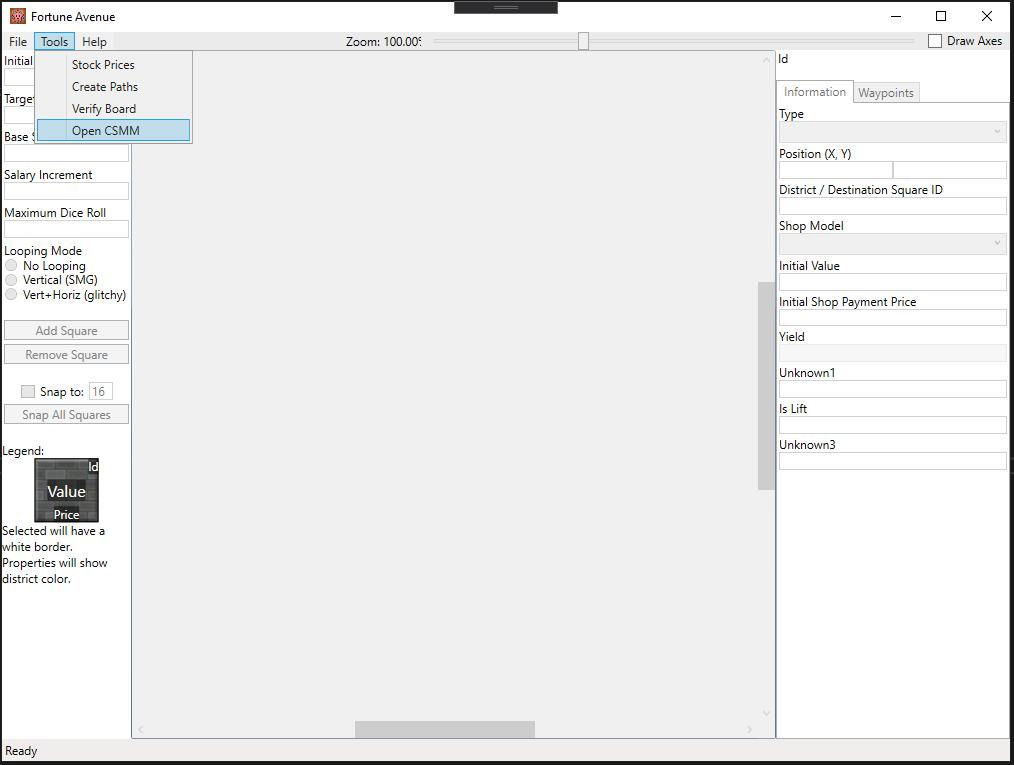 Fortune Avenue
File Tools Help
Zoom: 100.00%
Draw Axes
Stock Prices
Create Paths
Verify Board
Open CSMM
Initial
Target
Base S
Salary Increment
Maximum Dice Roll
Looping Mode
No Looping
Vertical (SMG)
Vert+Horiz (glitchy)
Add Square
Remove Square
Snap to: 16
Snap All Squares
Legend:
Id
Value
Price
Selected will have a
white border.
Properties will show
district color.
Id
Information Waypoints
Type
Position (X, Y)
District / Destination Square ID
Shop Model
Initial Value
Initial Shop Payment Price
Yield
Unknown1
Is Lift
Unknown3
Ready